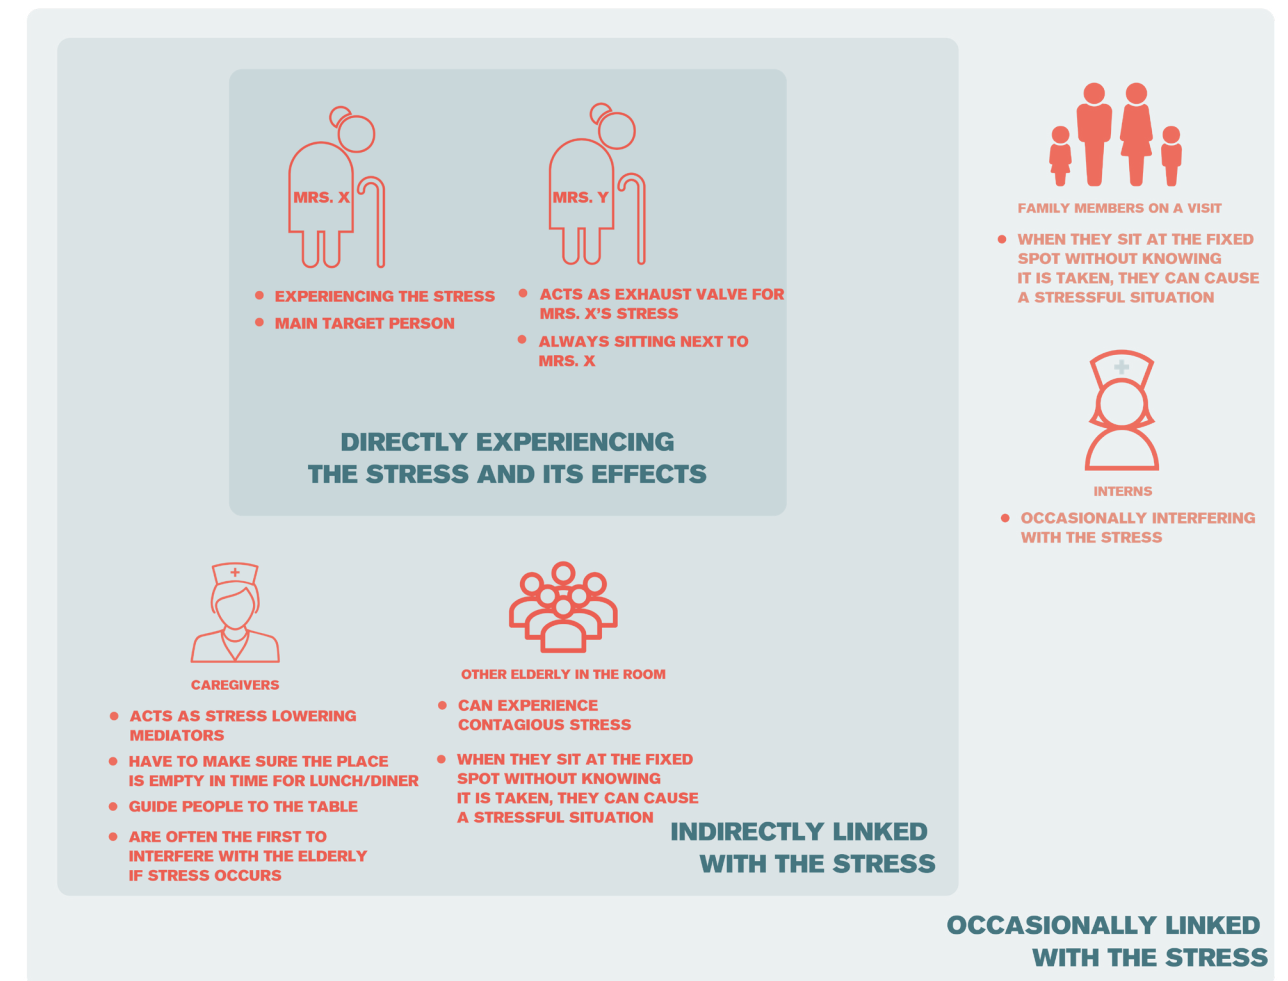 MRS. X
EXPERIENCING THE STRESS
MAIN TARGET PERSON
MRS. Y
ACTS AS EXHAUST VALVE FOR
MRS. X'S STRESS
ALWAYS SITTING NEXT TO
MRS. X
DIRECTLY EXPERIENCING
THE STRESS AND ITS EFFECTS
CAREGIVERS
ACTS AS STRESS LOWERING
MEDIATORS
HAVE TO MAKE SURE THE PLACE
IS EMPTY IN TIME FOR LUNCH/DINER
GUIDE PEOPLE TO THE TABLE
ARE OFTEN THE FIRST TO
INTERFERE WITH THE ELDERLY
IF STRESS OCCURS
OTHER ELDERLY IN THE ROOM
CAN EXPERIENCE
CONTAGIOUS STRESS
WHEN THEY SIT AT THE FIXED
SPOT WITHOUT KNOWING
IT IS TAKEN, THEY CAN CAUSE
A STRESSFUL SITUATION
INDIRECTLY LINKED
WITH THE STRESS
FAMILY MEMBERS ON A VISIT
WHEN THEY SIT AT THE FIXED
SPOT WITHOUT KNOWING
IT IS TAKEN, THEY CAN CAUSE
A STRESSFUL SITUATION
INTERNS
OCCASIONALLY INTERFERING
WITH THE STRESS
OCCASIONALLY LINKED
WITH THE STRESS